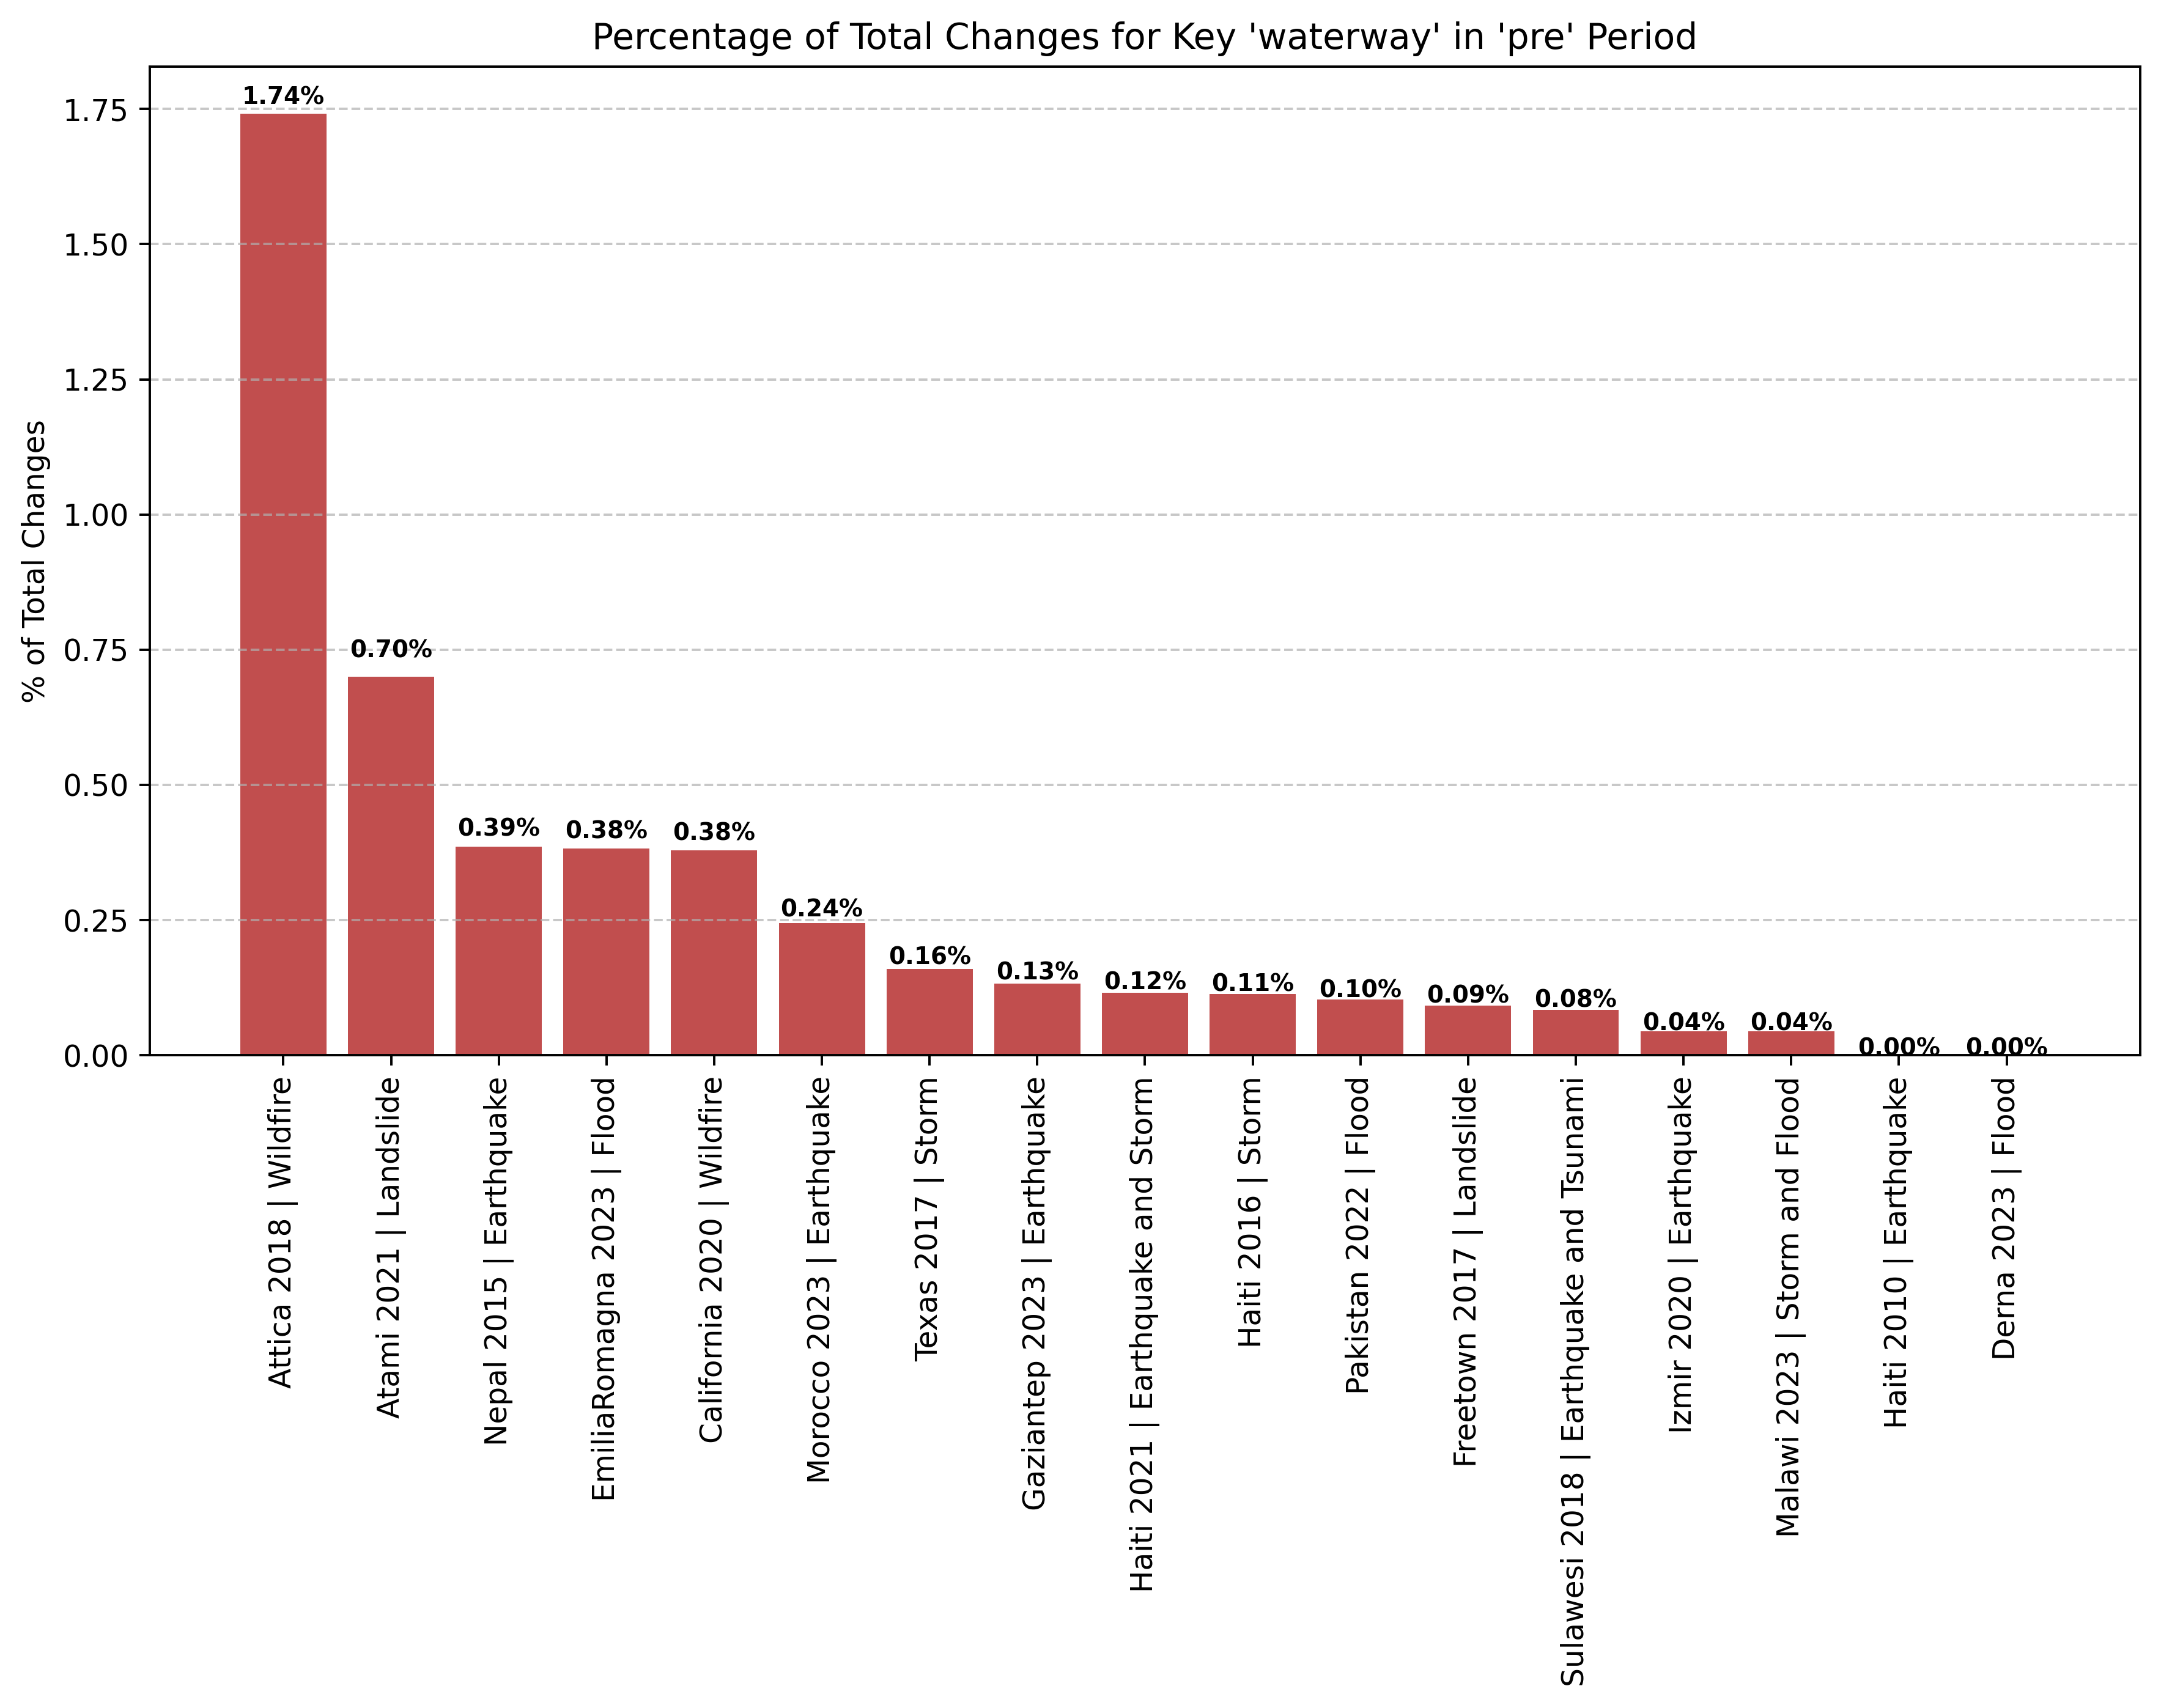 Percentage of Total Changes for Key 'waterway' in 'pre' Period
% of Total Changes
1.75
1.50
1.25
1.00
0.75
0.50
0.25
0.00
1.74%
0.70%
0.39%
0.38%
0.38%
0.24%
0.16%
0.13%
0.12%
0.11%
0.10%
0.09%
0.08%
0.04%
0.04%
0.00%
0.00%
Attica 2018 | Wildfire
Atami 2021 | Landslide
Nepal 2015 | Earthquake
EmiliaRomagna 2023 | Flood
California 2020 | Wildfire
Morocco 2023 | Earthquake
Texas 2017 | Storm
Gaziantep 2023 | Earthquake
Haiti 2021 | Earthquake and Storm
Haiti 2016 | Storm
Pakistan 2022 | Flood
Freetown 2017 | Landslide
Sulawesi 2018 | Earthquake and Tsunami
Izmir 2020 | Earthquake
Malawi 2023 | Storm and Flood
Haiti 2010 | Earthquake
Derna 2023 | Flood